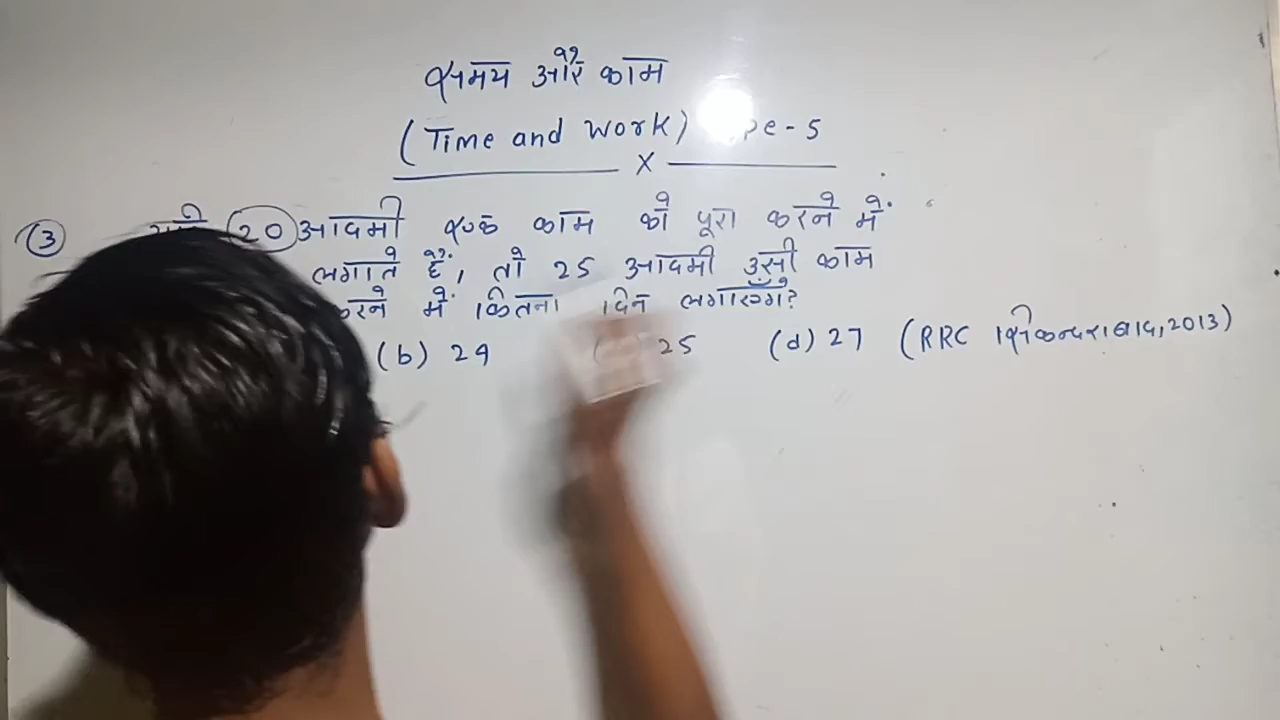 समय और काम
(Time and Work) pe - 5
x
(3) 20 आदमी एक काम को पूरा करने में
लगाते हैं, तो 25 आदमी उसी काम
करने में कितना दिन लगाएंगे?
(b) 24 25 (d) 27 (RRC सिकन्दराबाद, 2013)